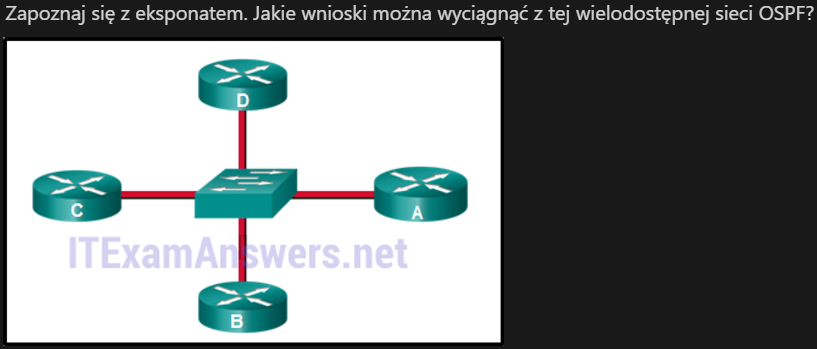 Zapoznaj się z eksponatem. Jakie wnioski można wyciągnąć z tej wielodostępnej sieci OSPF?
D
C
A
ITExamAnswers.net
B